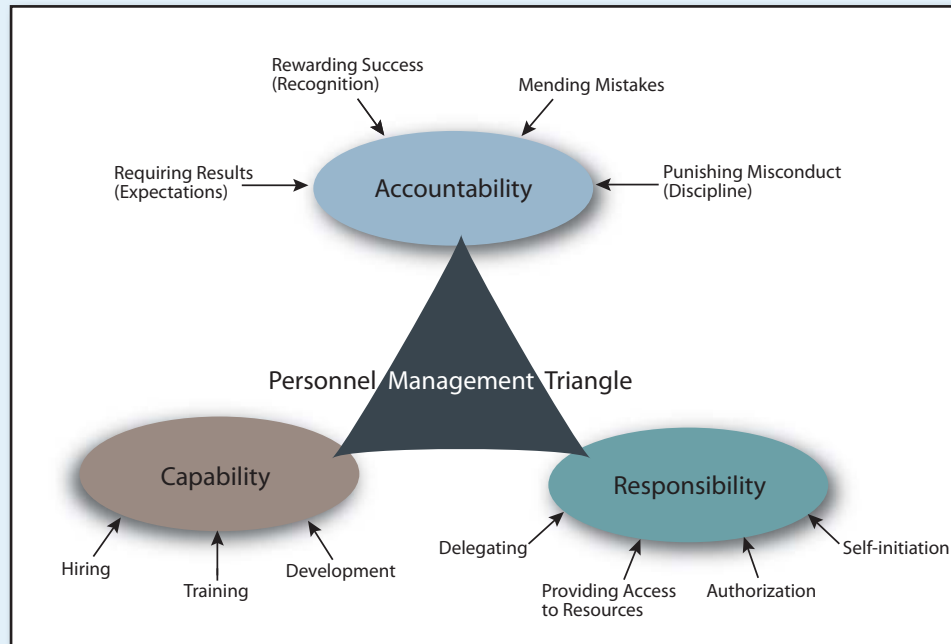 Rewarding Success
(Recognition)
Mending Mistakes
Requiring Results
(Expectations)
Accountability
Punishing Misconduct
(Discipline)
Personnel Management Triangle
Capability
Responsibility
Hiring
Training
Development
Delegating
Providing Access
to Resources
Authorization
Self-initiation